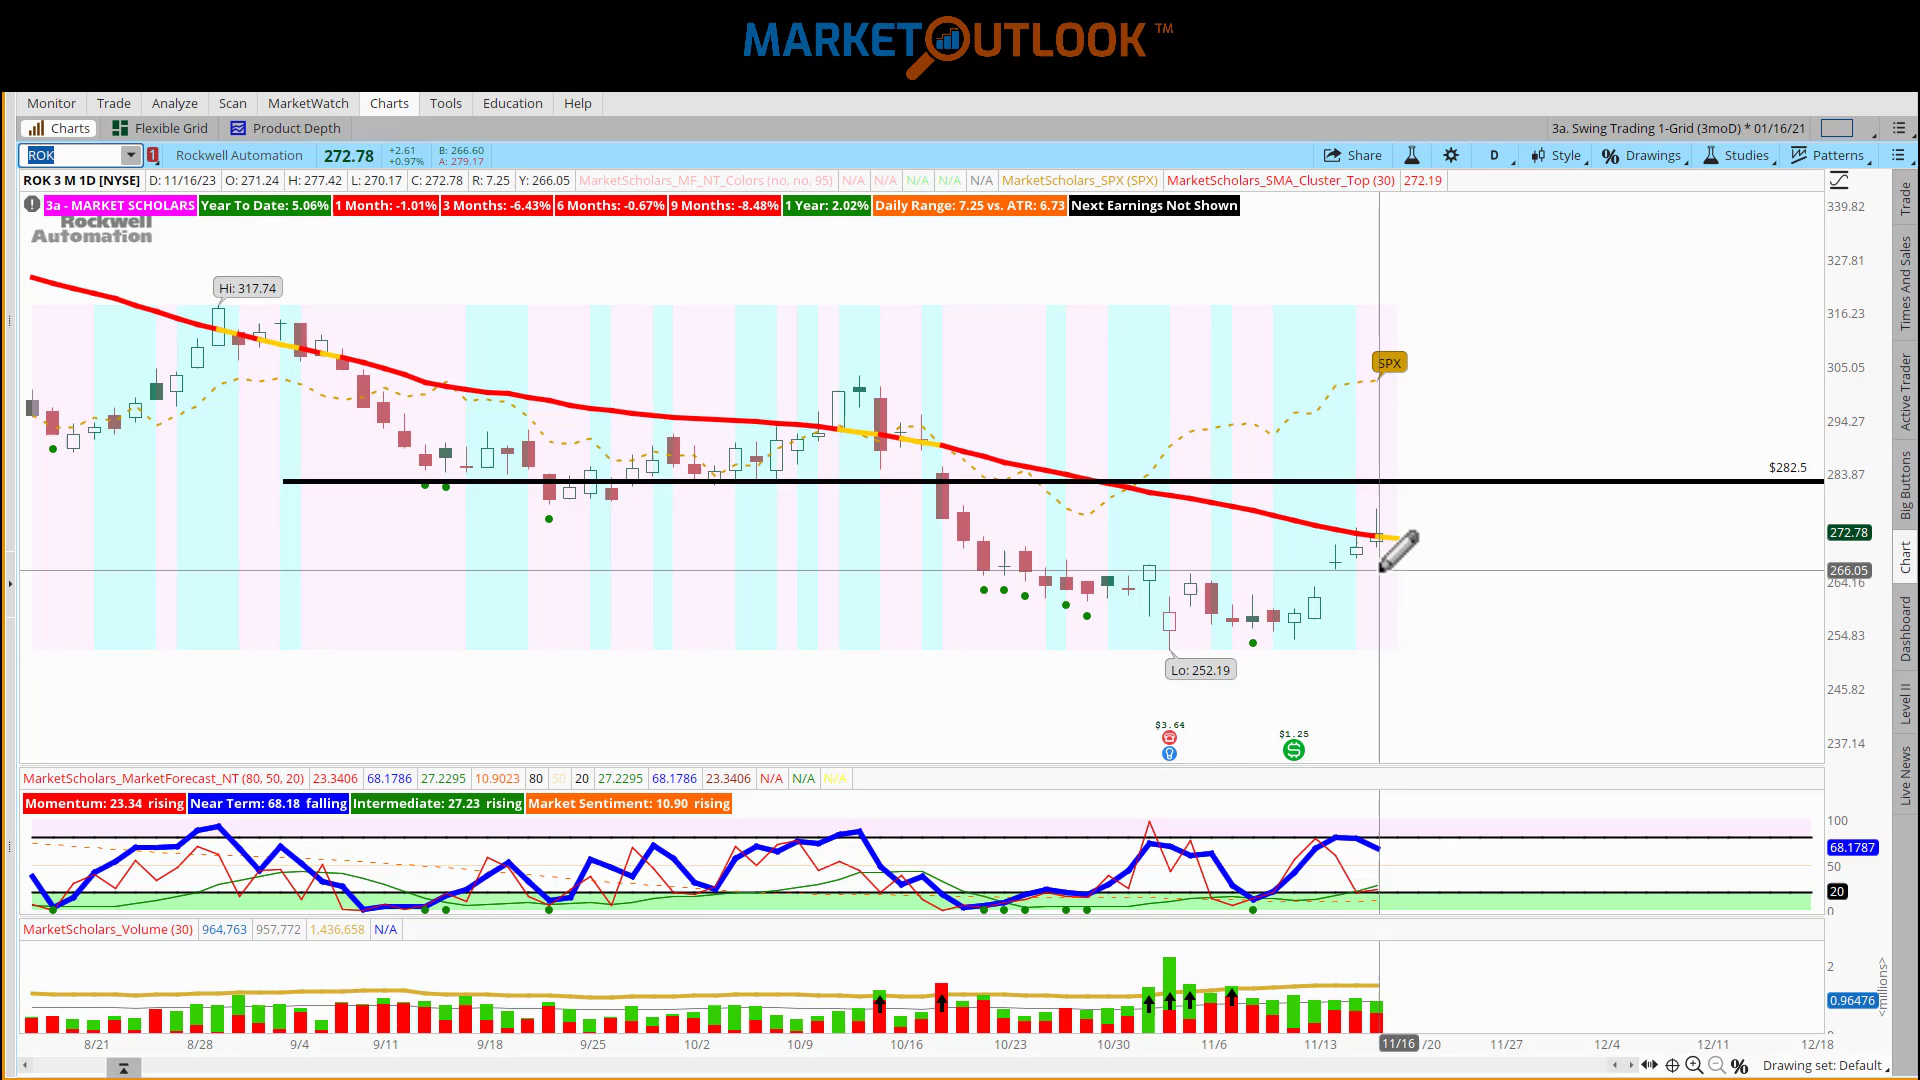 MARKETOUTLOOK™
Monitor Trade Analyze Scan MarketWatch Charts Tools Education Help
Charts Flexible Grid Product Depth 3a. Swing Trading 1-Grid (3moD) * 01/16/21
ROK 1 Rockwell Automation 272.78 +2.61 +0.97% B: 266.60 A: 279.17 Share D Style Drawings Studies Patterns
ROK 3 M 1D [NYSE] D: 11/16/23 O: 271.24 H: 277.42 L: 270.17 C: 272.78 R: 7.25 Y: 266.05 MarketScholars_MF_NT_Colors (no, no, 95) N/A N/A N/A N/A N/A MarketScholars_SPX (SPX) MarketScholars_SMA_Cluster_Top (30) 272.19
3a - MARKET SCHOLARS Year To Date: 5.06% 1 Month: -1.01% 3 Months: -6.43% 6 Months: -0.67% 9 Months: -8.48% 1 Year: 2.02% Daily Range: 7.25 vs. ATR: 6.73 Next Earnings Not Shown
Rockwell
Automation
Hi: 317.74
SPX
$282.5
Lo: 252.19
$3.64
$1.25
339.82
327.81
316.23
305.05
294.27
283.87
272.78
266.05
264.16
254.83
245.82
237.14
MarketScholars_MarketForecast_NT (80, 50, 20) 23.3406 68.1786 27.2295 10.9023 80 50 20 27.2295 68.1786 23.3406 N/A N/A N/A
Momentum: 23.34 rising Near Term: 68.18 falling Intermediate: 27.23 rising Market Sentiment: 10.90 rising
100
68.1787
50
20
0
MarketScholars_Volume (30) 964,763 957,772 1,436,658 N/A
2
0.96476
<millions>
8/21 8/28 9/4 9/11 9/18 9/25 10/2 10/9 10/16 10/23 10/30 11/6 11/13 11/16 /20 11/27 12/4 12/11 12/18
Drawing set: Default
Trade
Times And Sales
Active Trader
Big Buttons
Chart
Dashboard
Level II
Live News